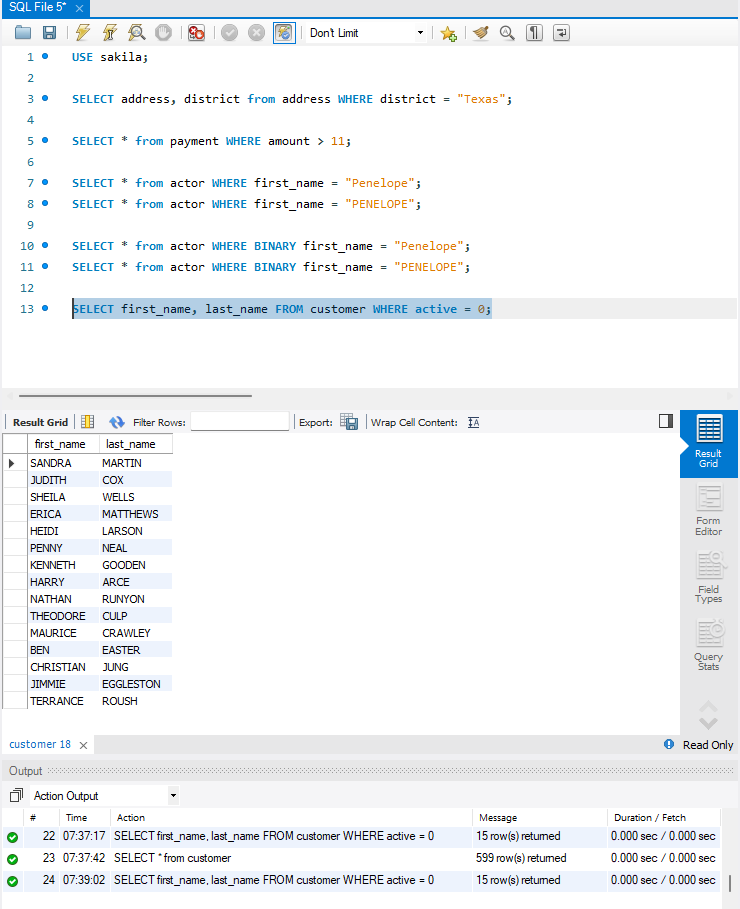 SQL File 5*
Don't Limit
1 USE sakila;
2
3 SELECT address, district from address WHERE district = "Texas";
4
5 SELECT * from payment WHERE amount > 11;
6
7 SELECT * from actor WHERE first_name = "Penelope";
8 SELECT * from actor WHERE first_name = "PENELOPE";
9
10 SELECT * from actor WHERE BINARY first_name = "Penelope";
11 SELECT * from actor WHERE BINARY first_name = "PENELOPE";
12
13 SELECT first_name, last_name FROM customer WHERE active = 0;
Result Grid Filter Rows: Export: Wrap Cell Content: IA
first_name last_name
SANDRA MARTIN
JUDITH COX
SHEILA WELLS
ERICA MATTHEWS
HEIDI LARSON
PENNY NEAL
KENNETH GOODEN
HARRY ARCE
NATHAN RUNYON
THEODORE CULP
MAURICE CRAWLEY
BEN EASTER
CHRISTIAN JUNG
JIMMIE EGGLESTON
TERRANCE ROUSH
Result
Grid
Form
Editor
Field
Types
Query
Stats
customer 18 Read Only
Output
Action Output
# Time Action Message Duration / Fetch
22 07:37:17 SELECT first_name, last_name FROM customer WHERE active = 0 15 row(s) returned 0.000 sec / 0.000 sec
23 07:37:42 SELECT * from customer 599 row(s) returned 0.000 sec / 0.000 sec
24 07:39:02 SELECT first_name, last_name FROM customer WHERE active = 0 15 row(s) returned 0.000 sec / 0.000 sec